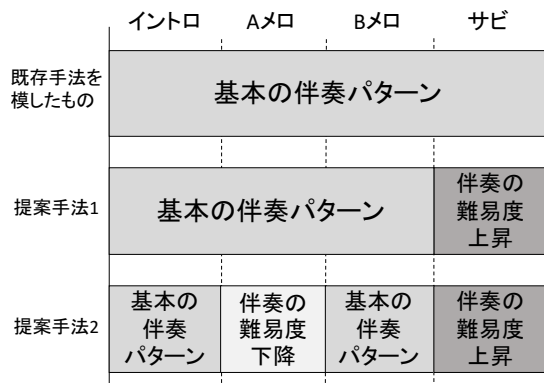 イントロ Aメロ Bメロ サビ
既存手法を
模したもの
基本の伴奏パターン
提案手法1
基本の伴奏パターン
伴奏の
難易度
上昇
提案手法2
基本の
伴奏
パターン
伴奏の
難易度
下降
基本の
伴奏
パターン
伴奏の
難易度
上昇